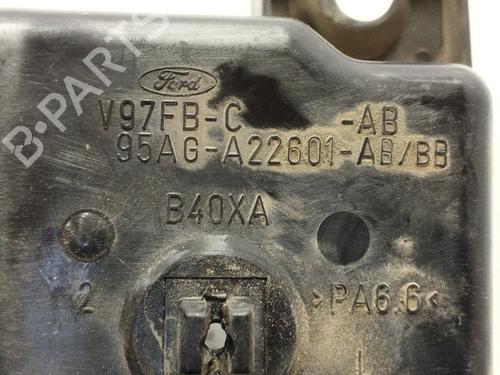 Ford
V97FB-C -AB
95AG-A22601-AB/BB
B40XA
2 >PA6.6<
B-PARTS